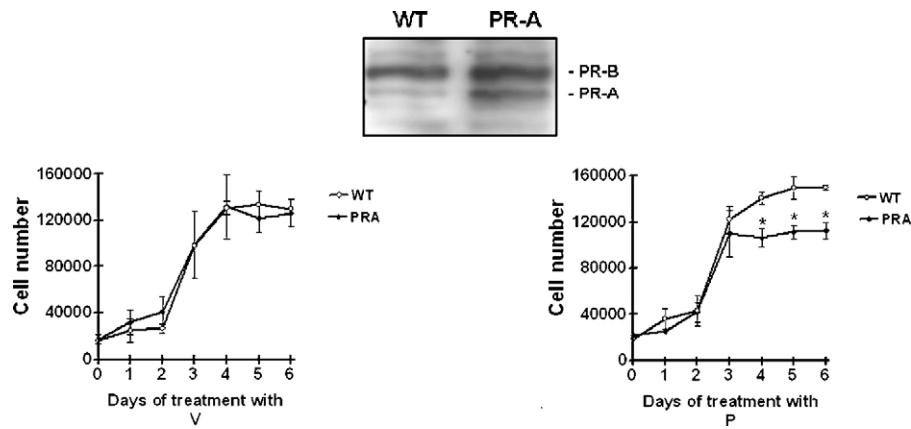 WT PR-A
- PR-B
- PR-A
160000
120000
80000
40000
0
Cell number
0 1 2 3 4 5 6
Days of treatment with
V
WT
PRA
160000
120000
80000
40000
0
Cell number
* * *
0 1 2 3 4 5 6
Days of treatment with
P
WT
PRA